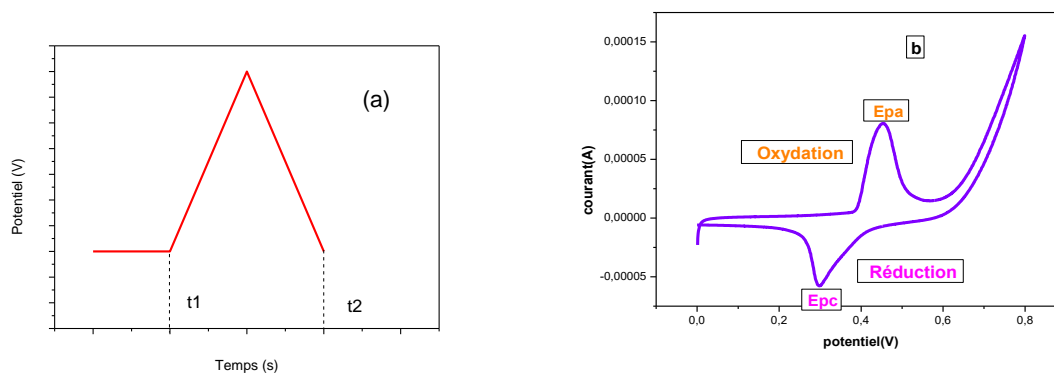 (a)
Potentiel (V)
t1
t2
Temps (s)
b
0,00015
0,00010
0,00005
0,00000
-0,00005
courant(A)
Epa
Oxydation
Réduction
Epc
0,0
0,2
0,4
0,6
0,8
potentiel(V)